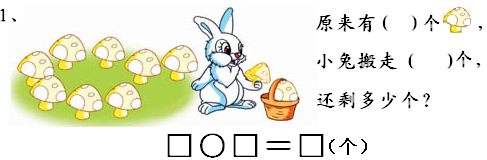 1、
原来有（ ）个 ，
小兔搬走（ ）个，
还剩多少个？
□○□＝□（个）